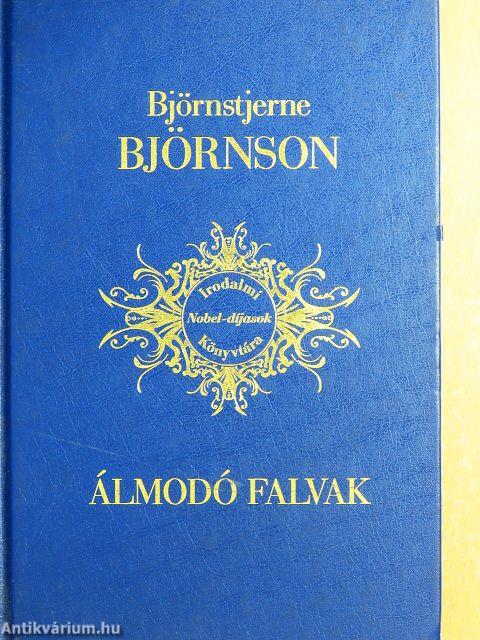 Björnstjerne
BJÖRNSON
Irodalmi
Nobel-díjasok
Könyvtára
ÁLMODÓ FALVAK
Antikvárium.hu